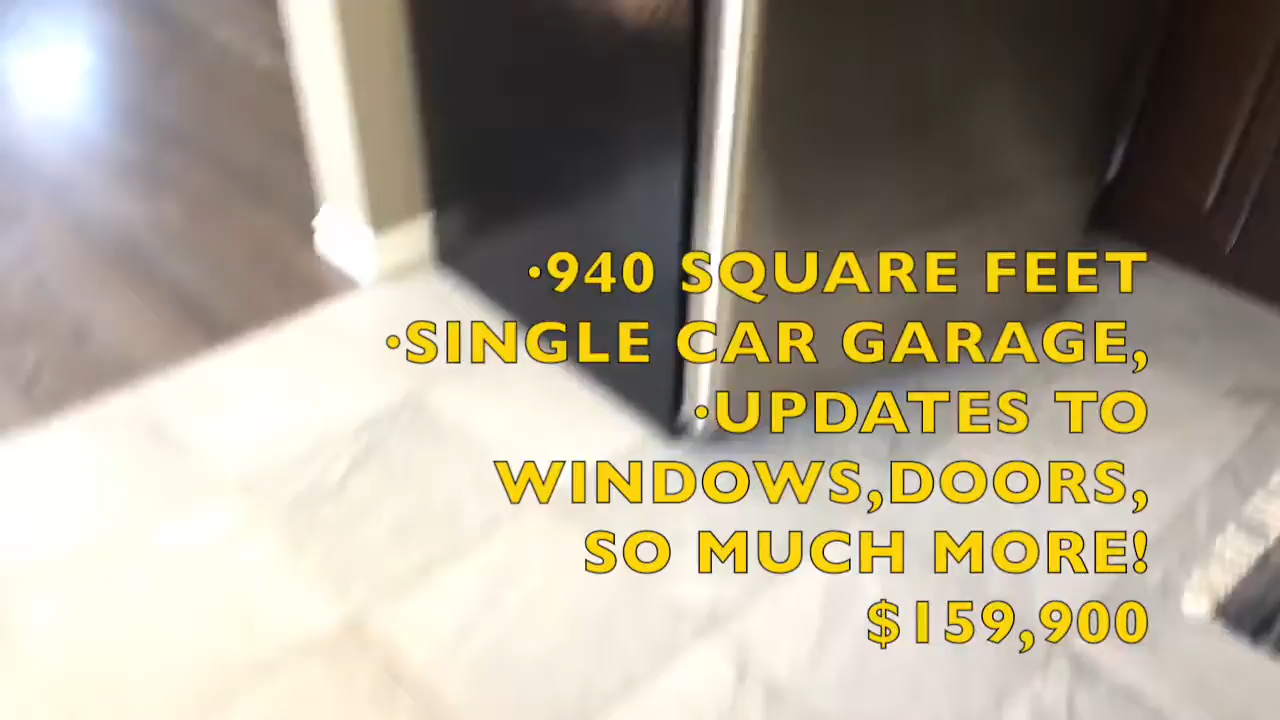 ·940 SQUARE FEET
·SINGLE CAR GARAGE,
·UPDATES TO
WINDOWS,DOORS,
SO MUCH MORE!
$159,900